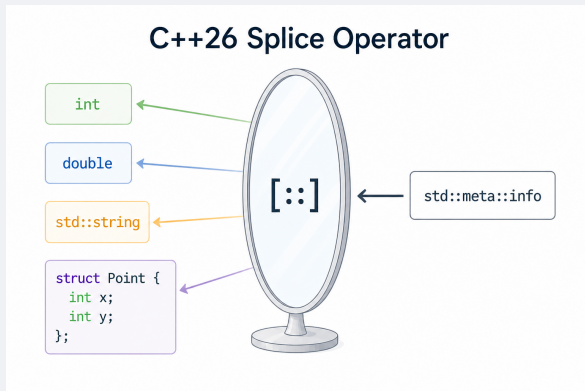 C++26 Splice Operator
int
double
std::string
struct Point {
  int x;
  int y;
};
[::]
std::meta::info